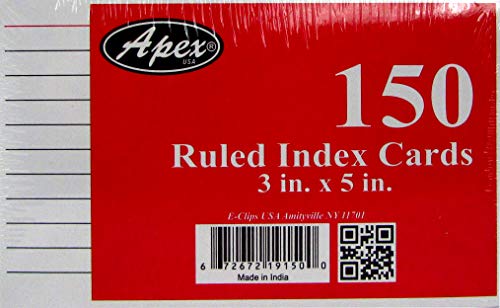 Apex®
USA
150
Ruled Index Cards
3 in. x 5 in.
E-Clips USA Amityville NY 11701
6 72672 19150 0
Made in India